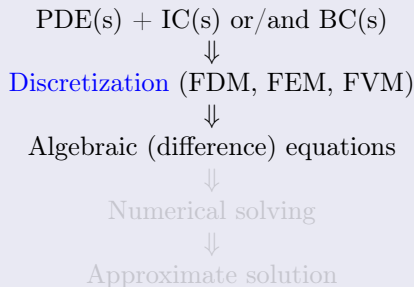 PDE(s) + IC(s) or/and BC(s)
⇓
Discretization (FDM, FEM, FVM)
⇓
Algebraic (difference) equations
⇓
Numerical solving
⇓
Approximate solution